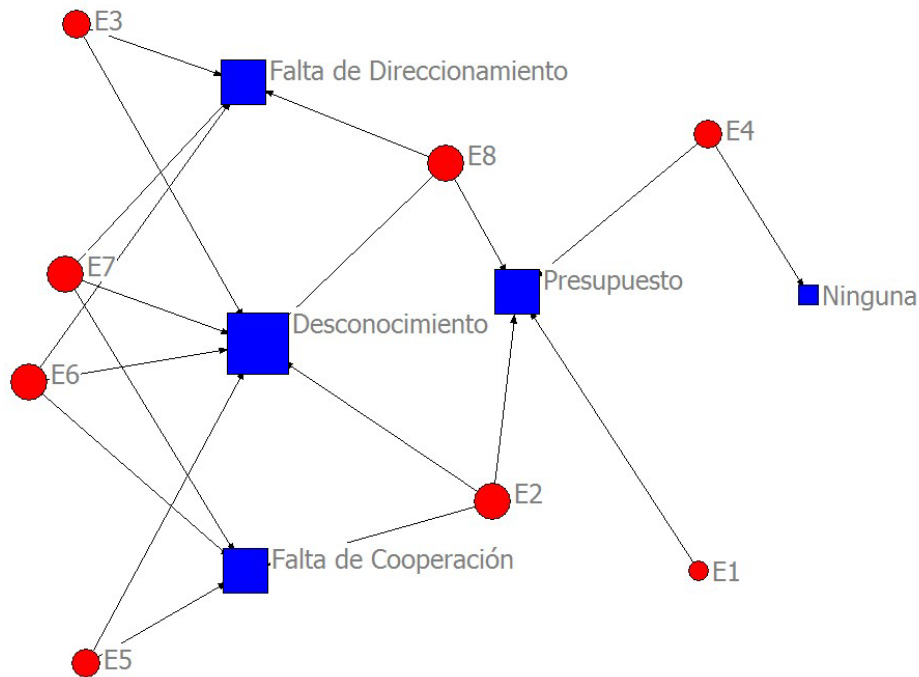 E3
Falta de Direccionamiento
E4
E8
E7
Presupuesto
Ninguna
Desconocimiento
E6
E2
Falta de Cooperación
E1
E5